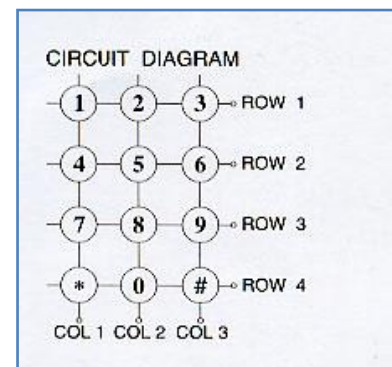 CIRCUIT DIAGRAM
1 2 3 ROW 1
4 5 6 ROW 2
7 8 9 ROW 3
* 0 # ROW 4
COL 1 COL 2 COL 3